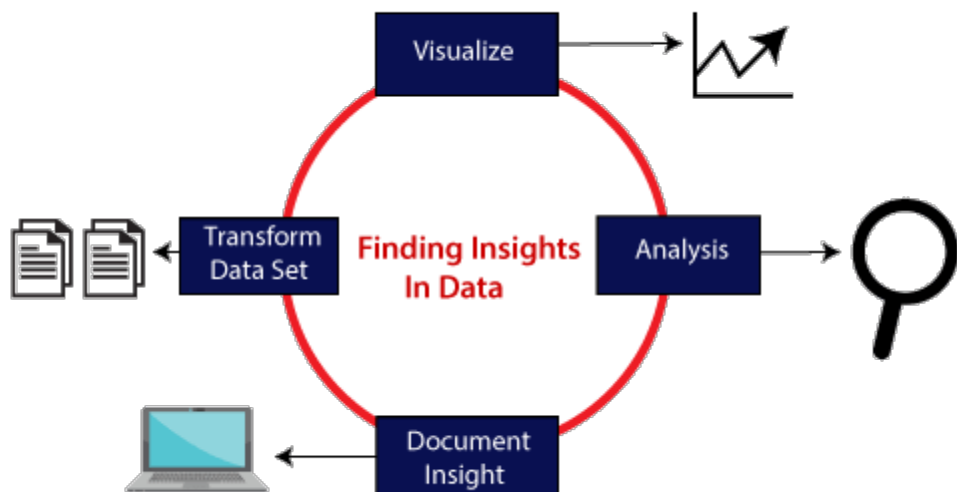 Visualize
Transform
Data Set
Finding Insights
In Data
Analysis
Document
Insight